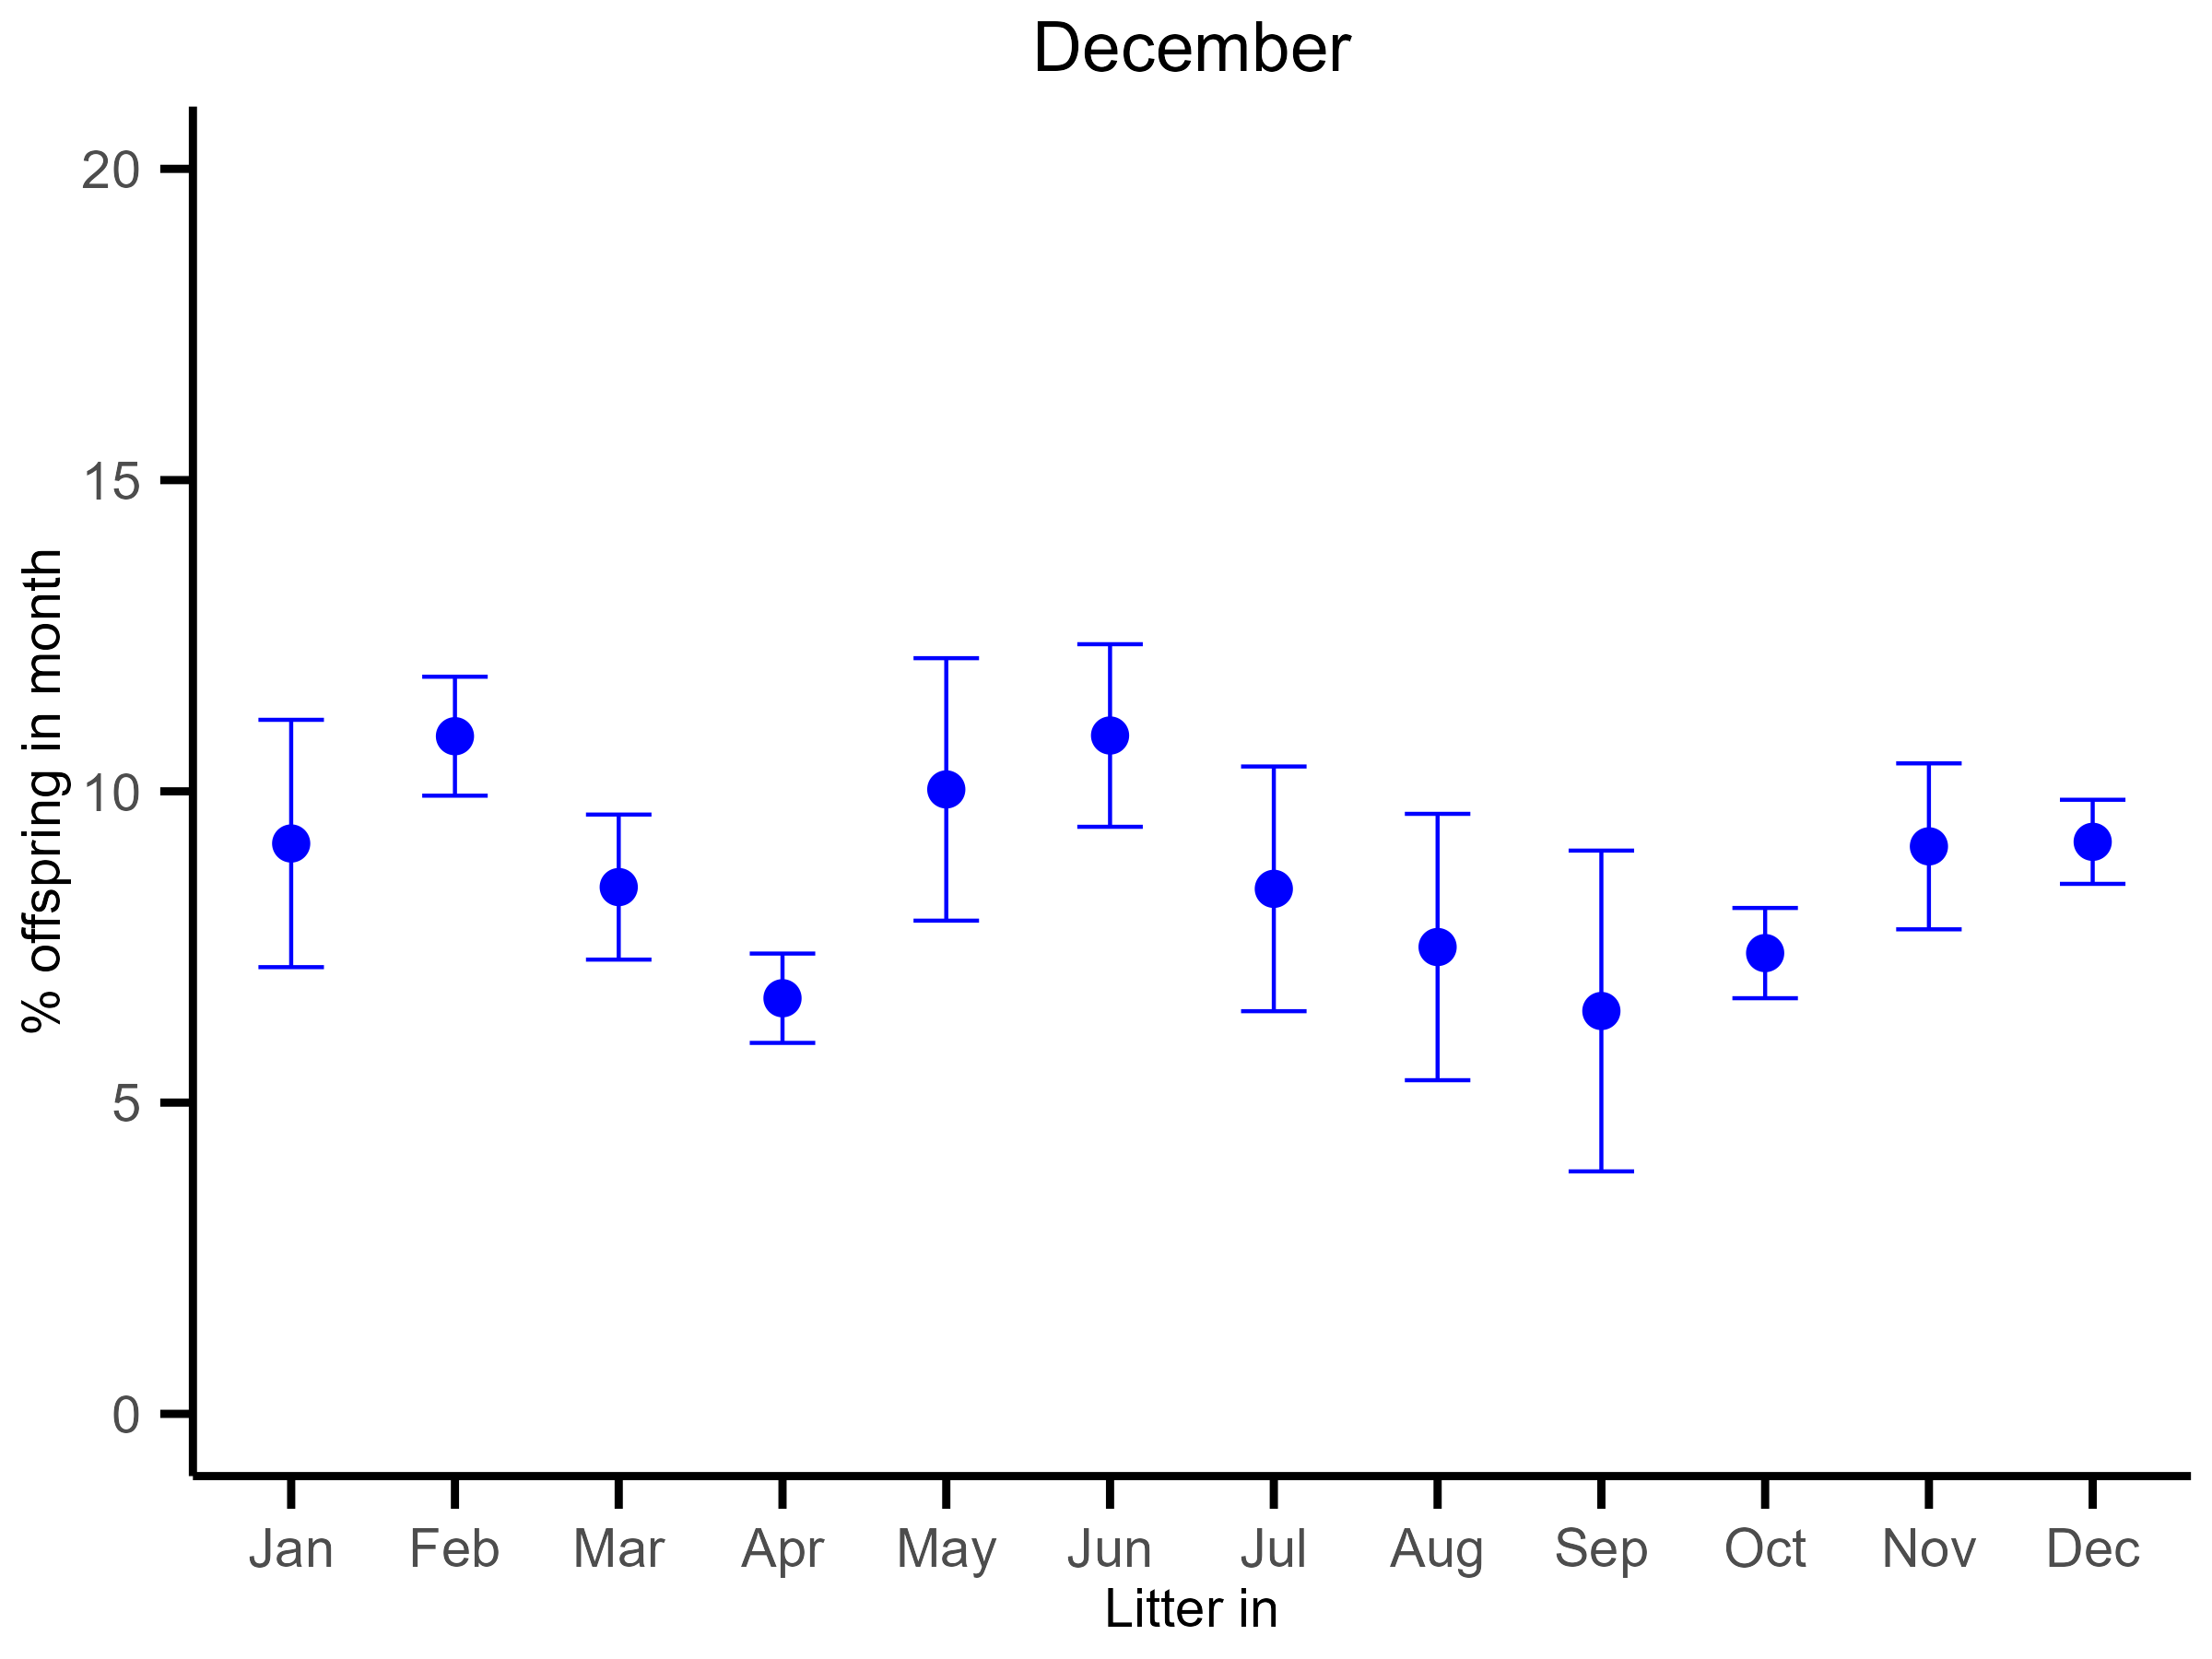 December
% offspring in month
20
15
10
5
0
Jan Feb Mar Apr May Jun Jul Aug Sep Oct Nov Dec
Litter in